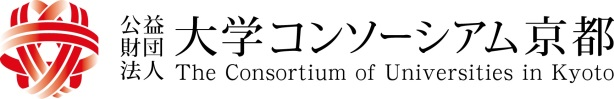 公益
財団
法人
大学コンソーシアム京都
The Consortium of Universities in Kyoto